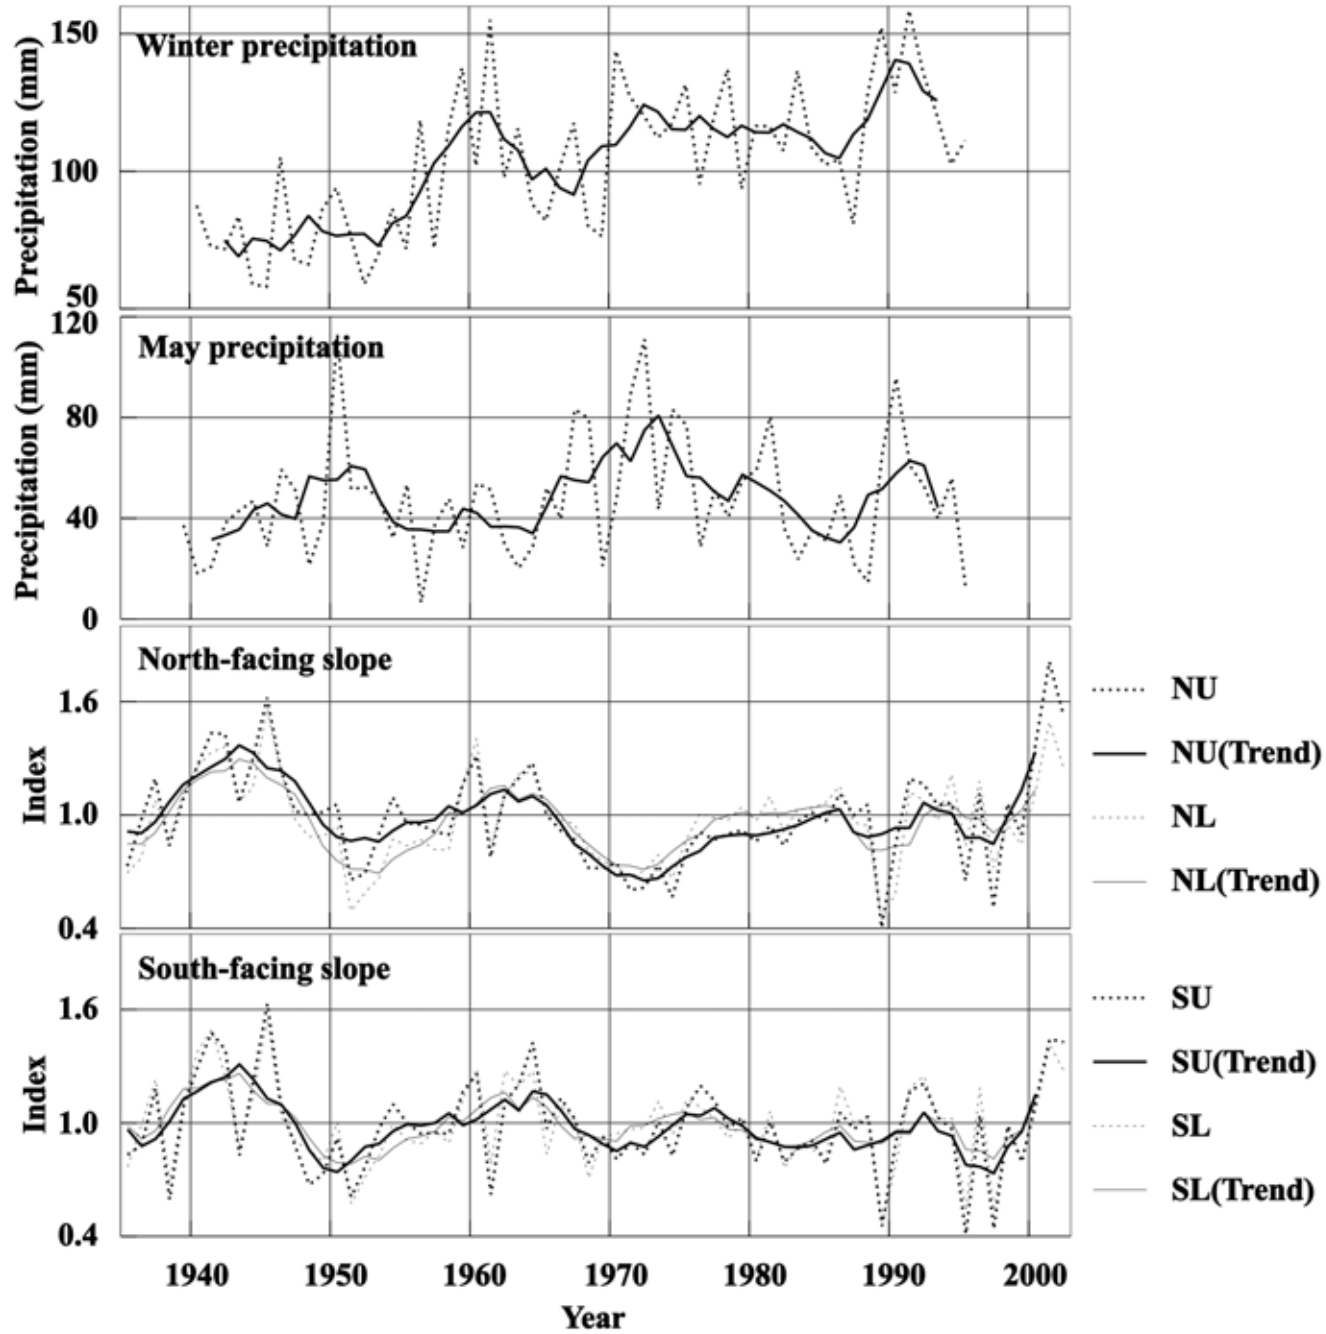 150
Winter precipitation
Precipitation (mm)
100
50
120
May precipitation
Precipitation (mm)
80
40
0
North-facing slope
1.6
Index
1.0
0.4
NU
NU(Trend)
NL
NL(Trend)
South-facing slope
1.6
Index
1.0
0.4
SU
SU(Trend)
SL
SL(Trend)
1940 1950 1960 1970 1980 1990 2000
Year